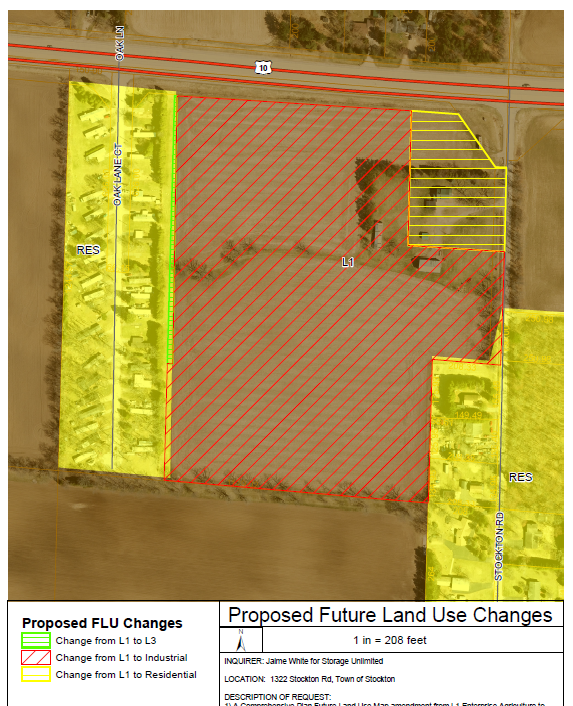 OAK LN
10
OAK LANE CT
RES
L1
149.49
RES
STOCKTON RD
Proposed FLU Changes
Change from L1 to L3
Change from L1 to Industrial
Change from L1 to Residential
Proposed Future Land Use Changes
N
1 in = 208 feet
INQUIRER: Jaime White for Storage Unlimited
LOCATION: 1322 Stockton Rd, Town of Stockton
DESCRIPTION OF REQUEST:
1) A Comprehensive Plan Future Land Use Map amendment from L1 Enterprise Agriculture to